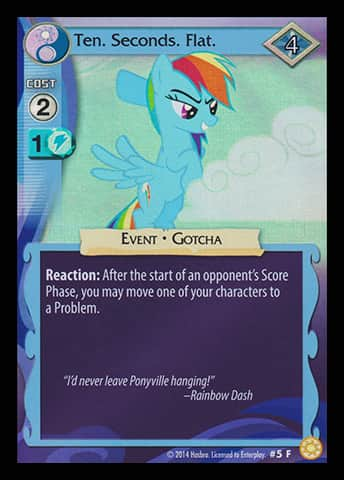 Ten. Seconds. Flat.
4
COST
2
1
EVENT • GOTCHA
Reaction: After the start of an opponent's Score
Phase, you may move one of your characters to
a Problem.
"I'd never leave Ponyville hanging!"
–Rainbow Dash
© 2014 Hasbro. Licensed to Enterplay. #5 F